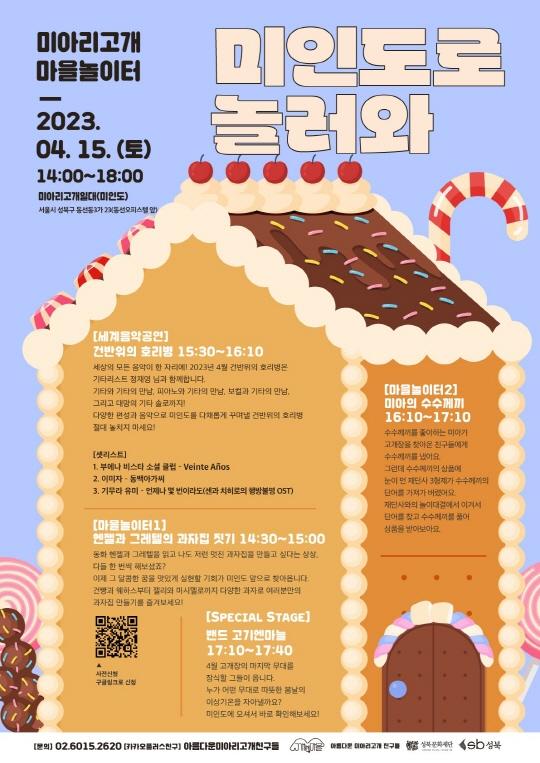 미아리고개
마을놀이터
2023.
04. 15. (토)
14:00~18:00
미아리고개일대(미인도)
서울시 성북구 동선동3가 23(동선오피스텔 앞)
미인도로
놀러와
[세계음악공연]
건반위의 호리병 15:30~16:10
세상의 모든 음악이 한 자리에! 2023년 4월 건반위의 호리병은
기타리스트 정재영 님과 함께합니다.
기타와 기타의 만남, 피아노와 기타의 만남, 보컬과 기타의 만남,
그리고 대망의 기타 솔로까지!
다양한 편성과 음악으로 미인도를 다채롭게 꾸며낼 건반위의 호리병
절대 놓치지 마세요!
[셋리스트]
1. 부에나 비스타 소셜 클럽 - Veinte Años
2. 이미자 - 동백아가씨
3. 기무라 유미 - 언제나 몇 번이라도(센과 치히로의 행방불명 OST)
[마을놀이터1]
헨젤과 그레텔의 과자집 짓기 14:30~15:00
동화 헨젤과 그레텔을 읽고 나도 저런 멋진 과자집을 만들고 싶다는 상상,
다들 한 번씩 해보셨죠?
이제 그 달콤한 꿈을 맛있게 실현할 기회가 미인도 앞으로 찾아옵니다.
건빵과 웨하스부터 젤리와 마시멜로까지 다양한 과자로 여러분만의
과자집 만들기를 즐겨보세요!
▲
사전신청
구글링크로 신청
[SPECIAL STAGE]
밴드 고기엔마늘
17:10~17:40
4월 고개장의 마지막 무대를
장식할 그들이 옵니다.
누가 어떤 무대로 따뜻한 봄날의
이상기온을 자아낼까요?
미인도에 모셔서 바로 확인해보세요!
[마을놀이터2]
미아의 수수께끼
16:10~17:10
수수께끼를 좋아하는 미아가
고개장을 찾아온 친구들에게
수수께끼를 냈어요.
그런데 수수께끼의 상품에
눈이 먼 재단사 3형제가 수수께끼의
단어를 가져가 버렸어요.
재단사와의 놀이대결에서 이겨서
단어를 찾고 수수께끼를 풀어
상품을 받아보아요.
[문의] 02.6015.2620 [카카오플러스친구] 아름다운미아리고개친구들
아름다운 미아리고개 친구들
성북문화재단
sb 성북